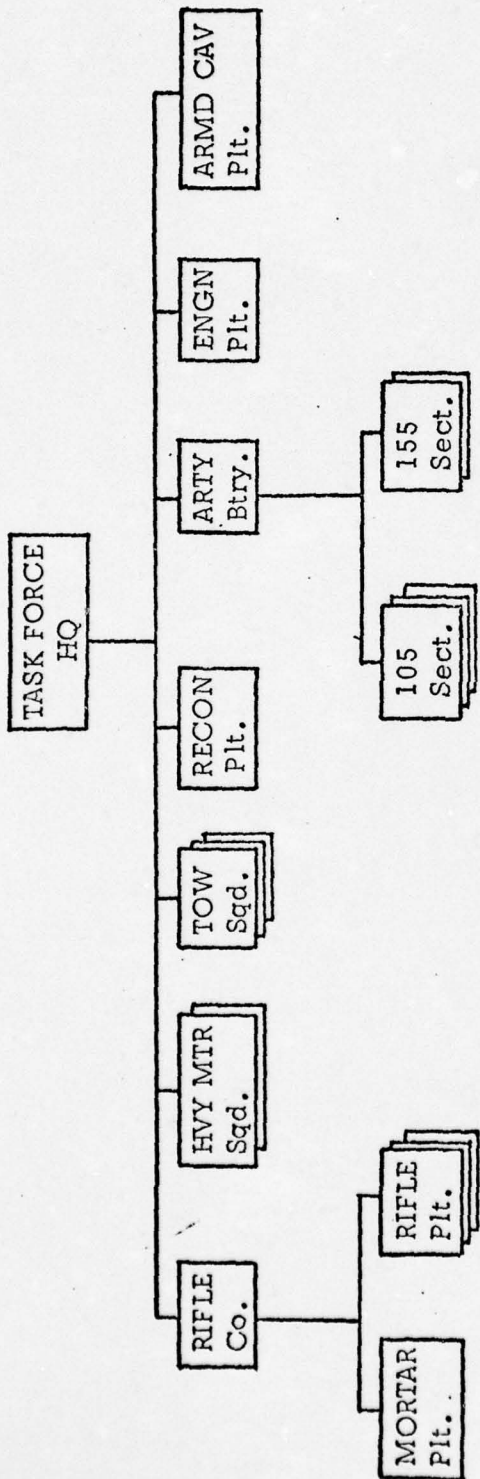 TASK FORCE
HQ
RIFLE
Co.
HVY MTR
Sqd.
TOW
Sqd.
RECON
Plt.
ARTY
Btry.
ENGN
Plt.
ARMD CAV
Plt.
MORTAR
Plt.
RIFLE
Plt.
105
Sect.
155
Sect.